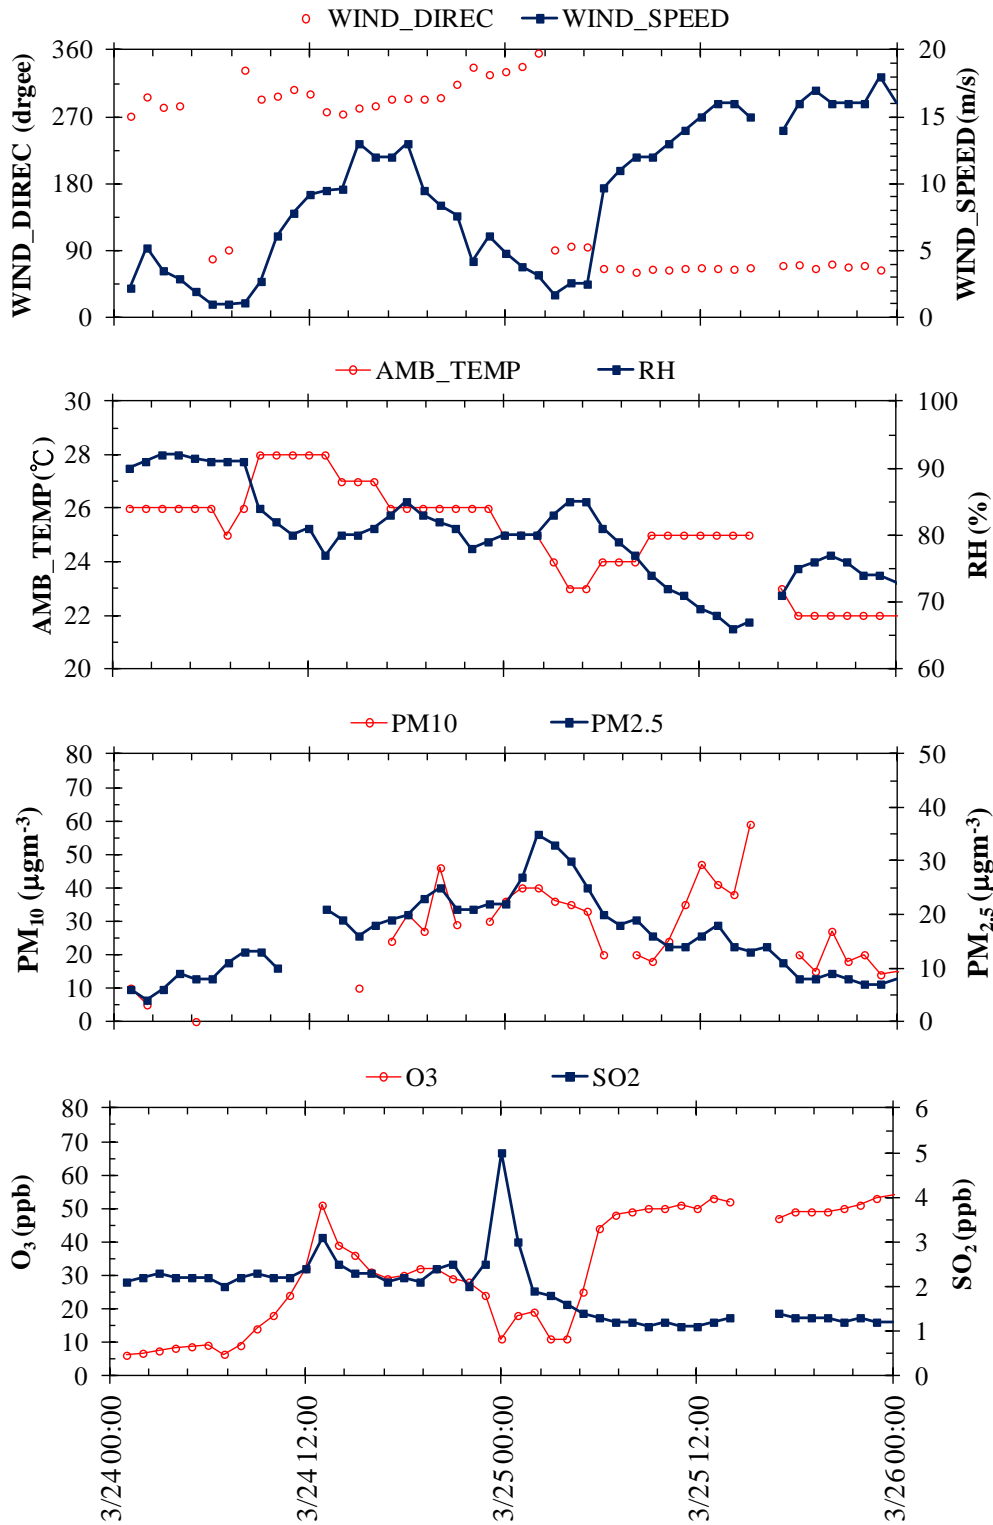 WIND_DIREC WIND_SPEED
360 20
270 15
180 10
90 5
0 0
WIND_DIREC (drgee)
WIND_SPEED (m/s)
AMB_TEMP RH
30 100
28 90
26
24 80
22 70
20 60
AMB_TEMP(℃)
RH (%)
PM10 PM2.5
80 50
70
60 40
50 30
40
30 20
20 10
10
0 0
PM10 (μgm-3)
PM2.5 (μgm-3)
O3 SO2
80 6
70 5
60
50 4
40 3
30 2
20
10 1
0 0
O3 (ppb)
SO2 (ppb)
3/24 00:00
3/24 12:00
3/25 00:00
3/25 12:00
3/26 00:00